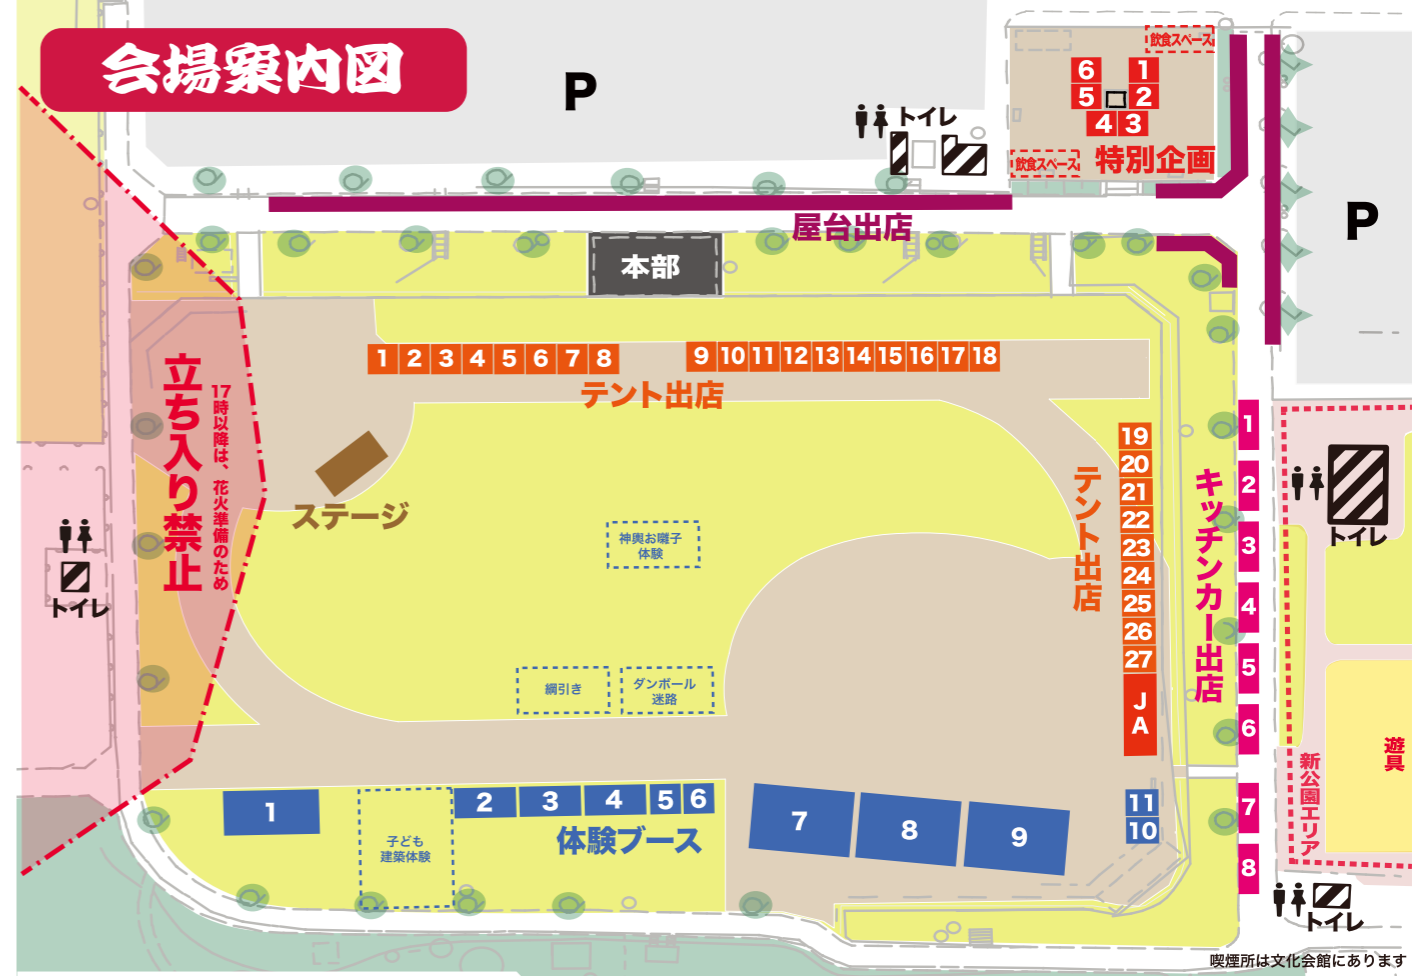 会場案内図
P
トイレ
飲食スペース
6
1
5
2
4
3
飲食スペース
特別企画
P
屋台出店
本部
立ち入り禁止
17時以降は、花火準備のため
1 2 3 4 5 6 7 8
9 10 11 12 13 14 15 16 17 18
テント出店
ステージ
神輿お囃子
体験
綱引き
ダンボール
迷路
テント出店
19
20
21
22
23
24
25
26
27
J
A
キッチンカー出店
1
2
3
4
5
6
7
8
トイレ
トイレ
新公園エリア
遊具
1
子ども
建築体験
2 3 4 5 6
体験ブース
7
8
9
11
10
トイレ
喫煙所は文化会館にあります